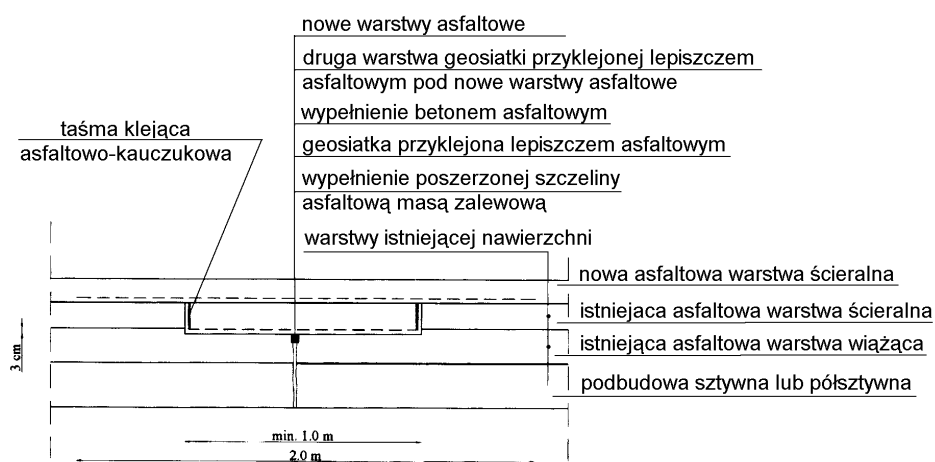 nowe warstwy asfaltowe
druga warstwa geosiatki przyklejonej lepiszczem
asfaltowym pod nowe warstwy asfaltowe
wypełnienie betonem asfaltowym
taśma klejąca
asfaltowo-kauczukowa
geosiatka przyklejona lepiszczem asfaltowym
wypełnienie poszerzonej szczeliny
asfaltową masą zalewową
warstwy istniejącej nawierzchni
nowa asfaltowa warstwa ścieralna
istniejaca asfaltowa warstwa ścieralna
istniejąca asfaltowa warstwa wiążąca
podbudowa sztywna lub półsztywna
3 cm
min. 1.0 m
2.0 m